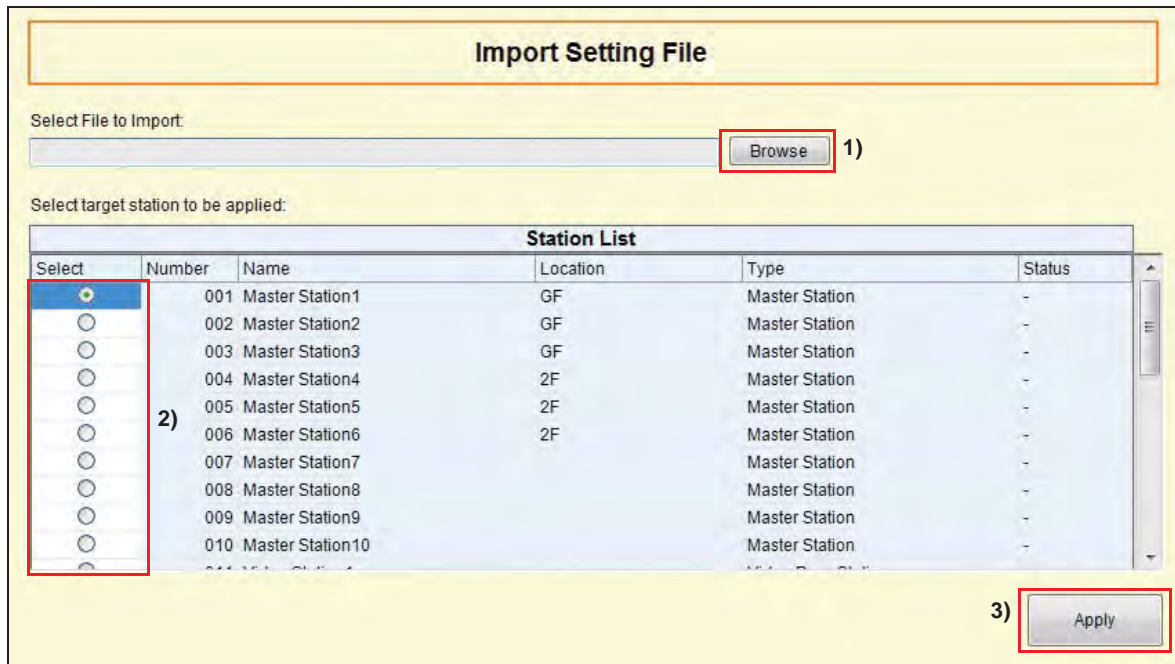 Import Setting File
Select File to Import:
Browse 1)
Select target station to be applied:
Station List
Select Number Name Location Type Status
001 Master Station1 GF Master Station -
002 Master Station2 GF Master Station -
003 Master Station3 GF Master Station -
004 Master Station4 2F Master Station -
2) 005 Master Station5 2F Master Station -
006 Master Station6 2F Master Station -
007 Master Station7 Master Station -
008 Master Station8 Master Station -
009 Master Station9 Master Station -
010 Master Station10 Master Station -
3) Apply